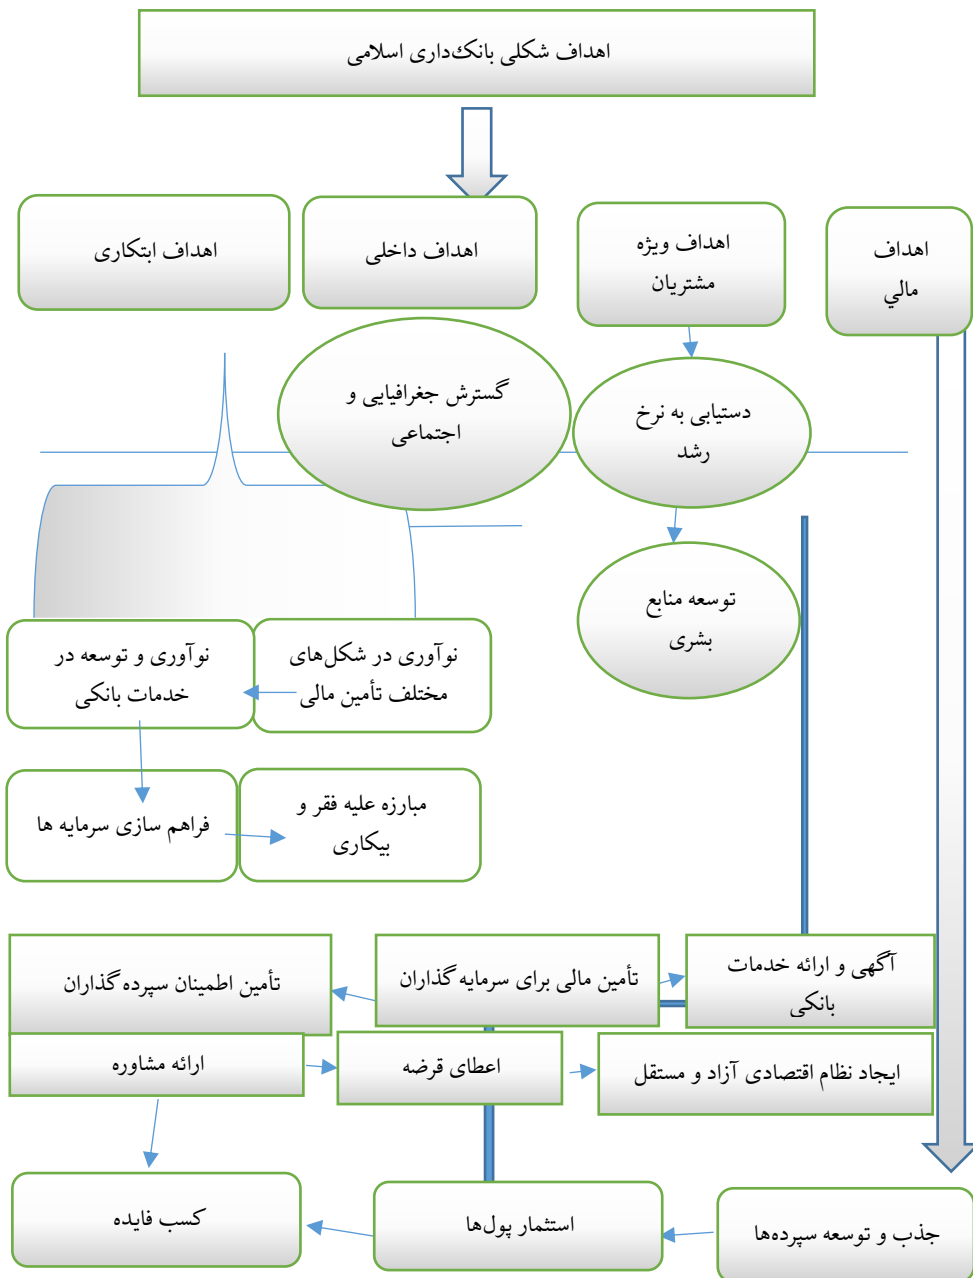 اهداف شکلی بانک‌داری اسلامی
اهداف
مالي
اهداف ویژه
مشتریان
اهداف داخلی
اهداف ابتکاری
دستیابی به نرخ
رشد
گسترش جغرافیایی و
اجتماعی
توسعه منابع
بشری
نوآوری در شکل‌های
مختلف تأمین مالی
نوآوری و توسعه در
خدمات بانکی
مبارزه علیه فقر و
بیکاری
فراهم سازی سرمایه ها
آگهی و ارائه خدمات
بانکی
تأمین مالی برای سرمایه گذاران
تأمین اطمینان سپرده گذاران
ایجاد نظام اقتصادی آزاد و مستقل
اعطای قرضه
ارائه مشاوره
جذب و توسعه سپرده‌ها
استثمار پول‌ها
کسب فایده